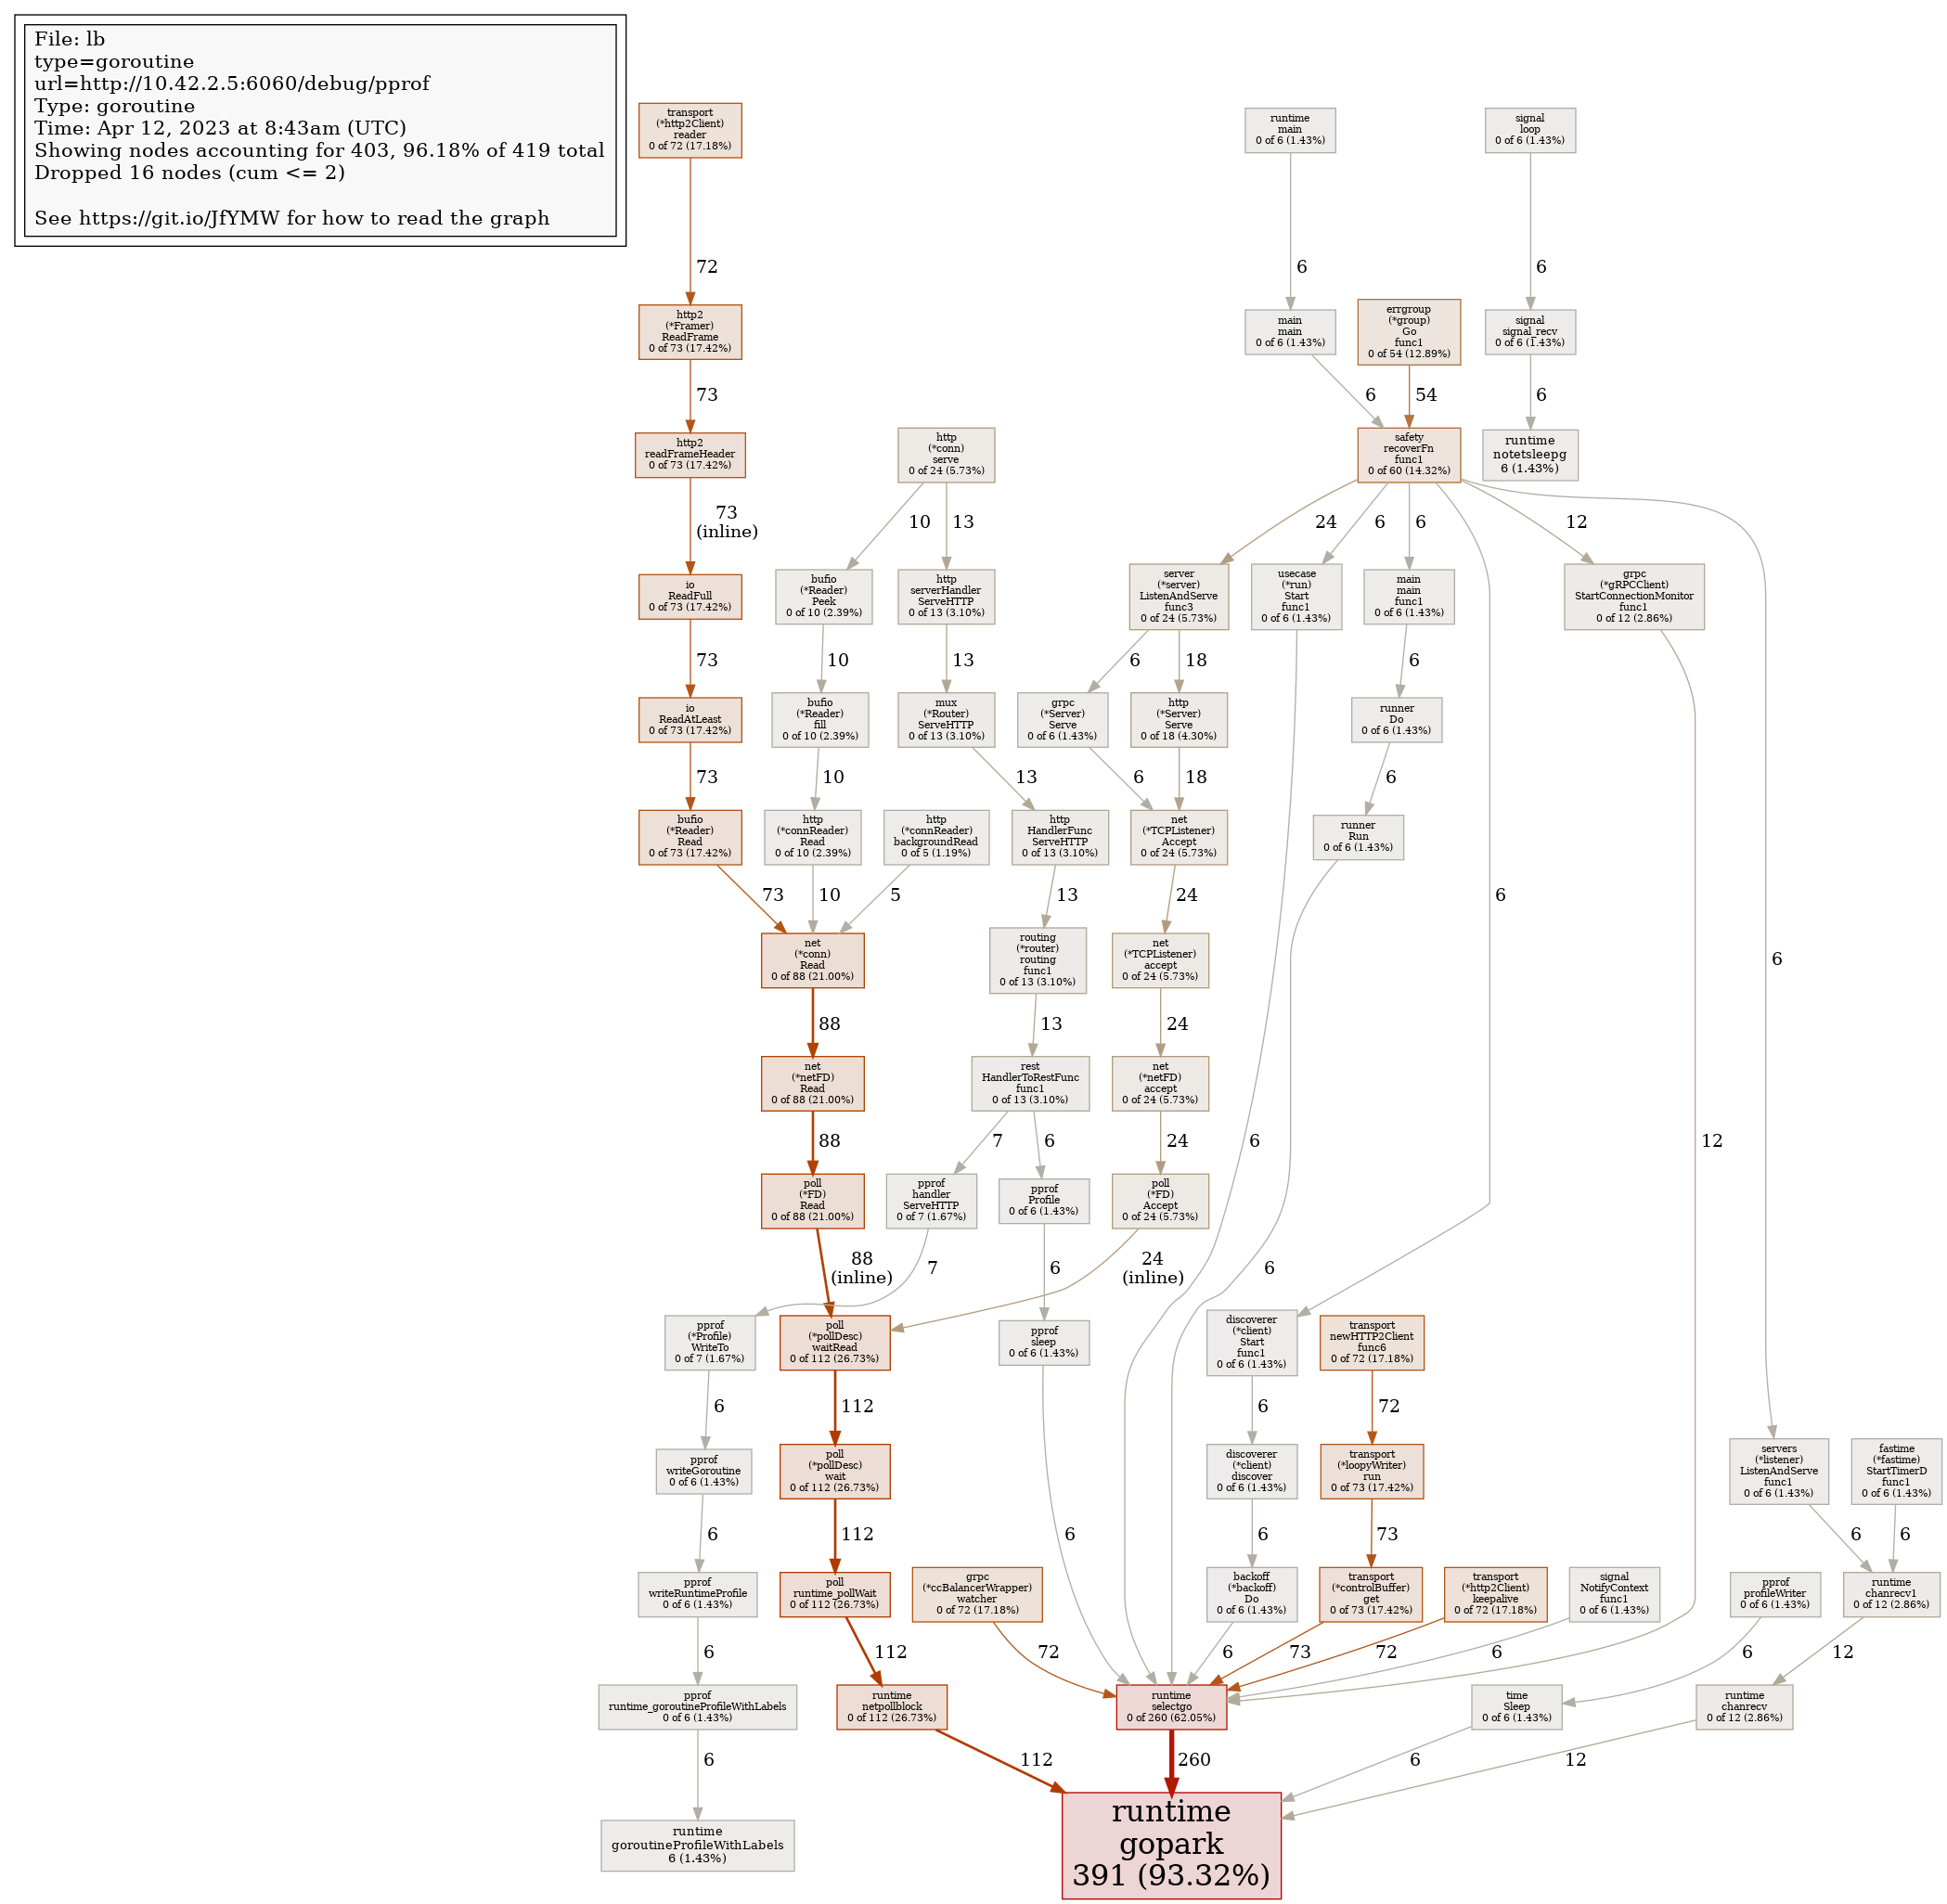 File: lb
type=goroutine
url=http://10.42.2.5:6060/debug/pprof
Type: goroutine
Time: Apr 12, 2023 at 8:43am (UTC)
Showing nodes accounting for 403, 96.18% of 419 total
Dropped 16 nodes (cum <= 2)
See https://git.io/JfYMW for how to read the graph
transport
(*http2Client)
reader
0 of 72 (17.18%)
runtime
main
0 of 6 (1.43%)
signal
loop
0 of 6 (1.43%)
72
6
6
http2
(*Framer)
ReadFrame
0 of 73 (17.42%)
main
main
0 of 6 (1.43%)
errgroup
(*group)
Go
func1
0 of 54 (12.89%)
signal
signal_recv
0 of 6 (1.43%)
73
6
54
6
http2
readFrameHeader
0 of 73 (17.42%)
http
(*conn)
serve
0 of 24 (5.73%)
safety
recoverFn
func1
0 of 60 (14.32%)
runtime
notetsleepg
6 (1.43%)
73
(inline)
10
13
24
6
6
12
io
ReadFull
0 of 73 (17.42%)
bufio
(*Reader)
Peek
0 of 10 (2.39%)
http
serverHandler
ServeHTTP
0 of 13 (3.10%)
server
(*server)
ListenAndServe
func3
0 of 24 (5.73%)
usecase
(*run)
Start
func1
0 of 6 (1.43%)
main
main
func1
0 of 6 (1.43%)
grpc
(*gRPCClient)
StartConnectionMonitor
func1
0 of 12 (2.86%)
73
10
13
6
18
6
io
ReadAtLeast
0 of 73 (17.42%)
bufio
(*Reader)
fill
0 of 10 (2.39%)
mux
(*Router)
ServeHTTP
0 of 13 (3.10%)
grpc
(*Server)
Serve
0 of 6 (1.43%)
http
(*Server)
Serve
0 of 18 (4.30%)
runner
Do
0 of 6 (1.43%)
73
10
13
6
18
6
bufio
(*Reader)
Read
0 of 73 (17.42%)
http
(*connReader)
Read
0 of 10 (2.39%)
http
(*connReader)
backgroundRead
0 of 5 (1.19%)
http
HandlerFunc
ServeHTTP
0 of 13 (3.10%)
net
(*TCPListener)
Accept
0 of 24 (5.73%)
runner
Run
0 of 6 (1.43%)
73
10
5
13
24
6
net
(*conn)
Read
0 of 88 (21.00%)
routing
(*router)
routing
func1
0 of 13 (3.10%)
net
(*TCPListener)
accept
0 of 24 (5.73%)
6
88
13
24
net
(*netFD)
Read
0 of 88 (21.00%)
rest
HandlerToRestFunc
func1
0 of 13 (3.10%)
net
(*netFD)
accept
0 of 24 (5.73%)
88
7
6
24
6
12
poll
(*FD)
Read
0 of 88 (21.00%)
pprof
handler
ServeHTTP
0 of 7 (1.67%)
pprof
Profile
0 of 6 (1.43%)
poll
(*FD)
Accept
0 of 24 (5.73%)
88
(inline)
7
6
24
(inline)
6
pprof
(*Profile)
WriteTo
0 of 7 (1.67%)
poll
(*pollDesc)
waitRead
0 of 112 (26.73%)
pprof
sleep
0 of 6 (1.43%)
discoverer
(*client)
Start
func1
0 of 6 (1.43%)
transport
newHTTP2Client
func6
0 of 72 (17.18%)
6
112
6
72
pprof
writeGoroutine
0 of 6 (1.43%)
poll
(*pollDesc)
wait
0 of 112 (26.73%)
discoverer
(*client)
discover
0 of 6 (1.43%)
transport
(*loopyWriter)
run
0 of 73 (17.42%)
servers
(*listener)
ListenAndServe
func1
0 of 6 (1.43%)
fastime
(*fastime)
StartTimerD
func1
0 of 6 (1.43%)
6
112
6
6
73
6
6
pprof
writeRuntimeProfile
0 of 6 (1.43%)
poll
runtime_pollWait
0 of 112 (26.73%)
grpc
(*ccBalancerWrapper)
watcher
0 of 72 (17.18%)
backoff
(*backoff)
Do
0 of 6 (1.43%)
transport
(*controlBuffer)
get
0 of 73 (17.42%)
transport
(*http2Client)
keepalive
0 of 72 (17.18%)
signal
NotifyContext
func1
0 of 6 (1.43%)
pprof
profileWriter
0 of 6 (1.43%)
runtime
chanrecv1
0 of 12 (2.86%)
6
112
72
6
73
72
6
6
12
pprof
runtime_goroutineProfileWithLabels
0 of 6 (1.43%)
runtime
netpollblock
0 of 112 (26.73%)
runtime
selectgo
0 of 260 (62.05%)
time
Sleep
0 of 6 (1.43%)
runtime
chanrecv
0 of 12 (2.86%)
6
112
260
6
12
runtime
goroutineProfileWithLabels
6 (1.43%)
runtime
gopark
391 (93.32%)